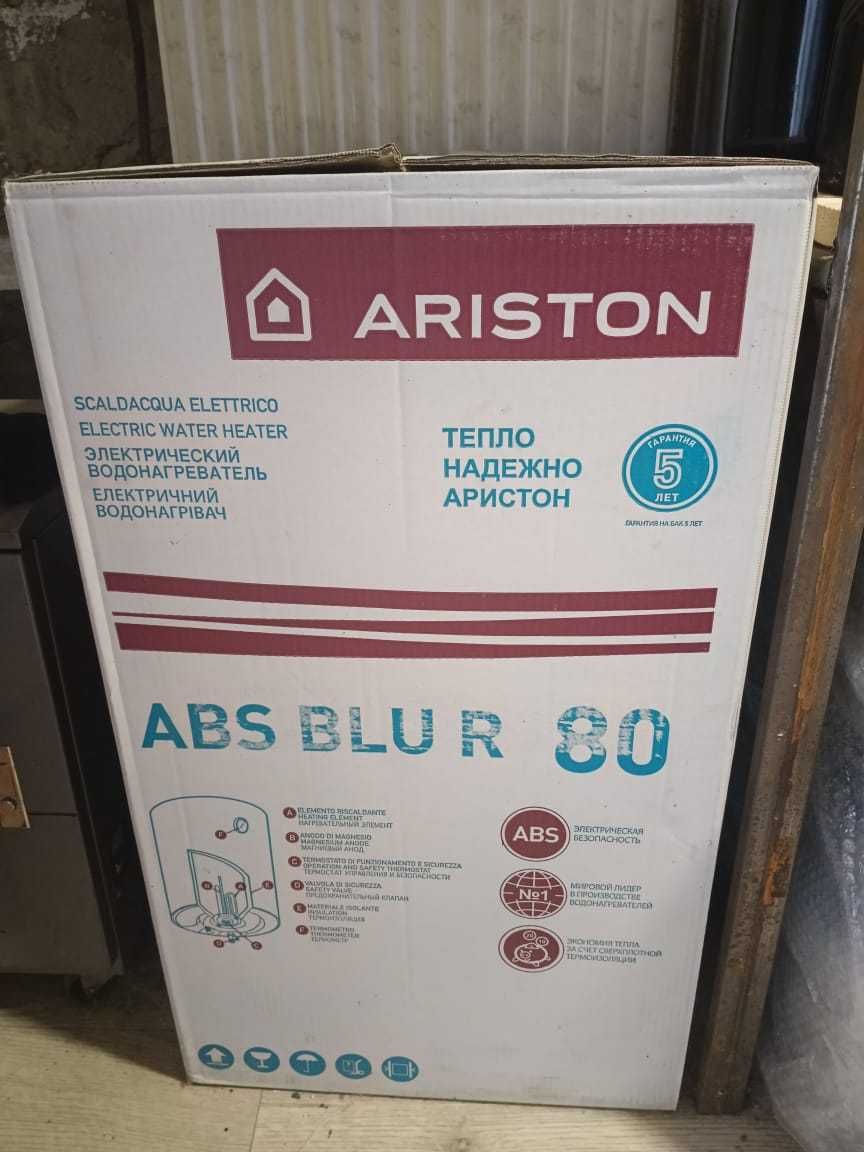 ARISTON
SCALDACQUA ELETTRICO
ELECTRIC WATER HEATER
ЭЛЕКТРИЧЕСКИЙ
ВОДОНАГРЕВАТЕЛЬ
ЕЛЕКТРИЧНИЙ
ВОДОНАГРІВАЧ
ТЕПЛО
НАДЕЖНО
АРИСТОН
ГАРАНТИЯ
5
ЛЕТ
ГАРАНТИЯ НА БАК 5 ЛЕТ
ABS BLU R 80
A ELEMENTO RISCALDANTE
HEATING ELEMENT
НАГРЕВАТЕЛЬНЫЙ ЭЛЕМЕНТ
B ANODO DI MAGNESIO
MAGNESIUM ANODE
МАГНИЕВЫЙ АНОД
C TERMOSTATO DI FUNZIONAMENTO E SICUREZZA
OPERATION AND SAFETY THERMOSTAT
ТЕРМОСТАТ УПРАВЛЕНИЯ И БЕЗОПАСНОСТИ
D VALVOLA DI SICUREZZA
SAFETY VALVE
ПРЕДОХРАНИТЕЛЬНЫЙ КЛАПАН
E MATERIALE ISOLANTE
INSULATION
ТЕРМОИЗОЛЯЦИЯ
F TERMOMETRO
THERMOMETER
ТЕРМОМЕТР
F
B A E
D C
ABS
ЭЛЕКТРИЧЕСКАЯ
БЕЗОПАСНОСТЬ
№1
МИРОВОЙ ЛИДЕР
В ПРОИЗВОДСТВЕ
ВОДОНАГРЕВАТЕЛЕЙ
ЭКОНОМИЯ ТЕПЛА
ЗА СЧЕТ СВЕРХПЛОТНОЙ
ТЕРМОИЗОЛЯЦИИ